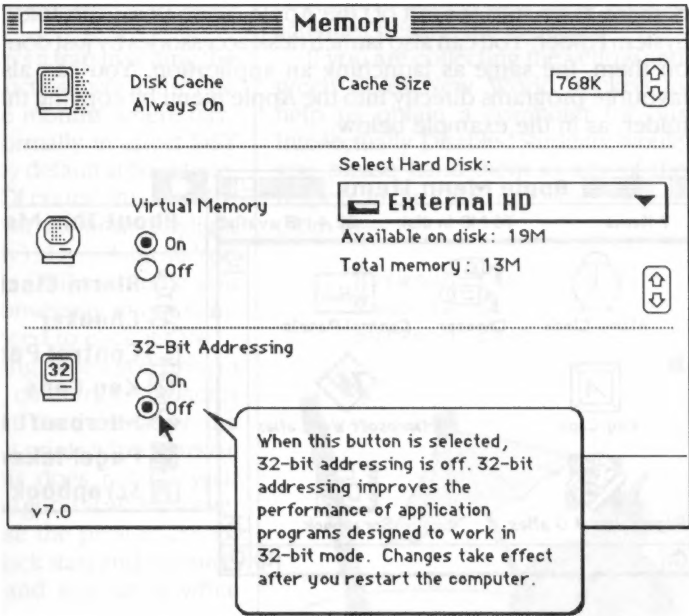 Memory
Disk Cache
Always On
Cache Size
768K
Select Hard Disk:
External HD
Virtual Memory
On
Off
Available on disk: 19M
Total memory: 13M
32-Bit Addressing
32
On
Off
When this button is selected,
32-bit addressing is off. 32-bit
addressing improves the
performance of application
programs designed to work in
32-bit mode. Changes take effect
after you restart the computer.
v7.0